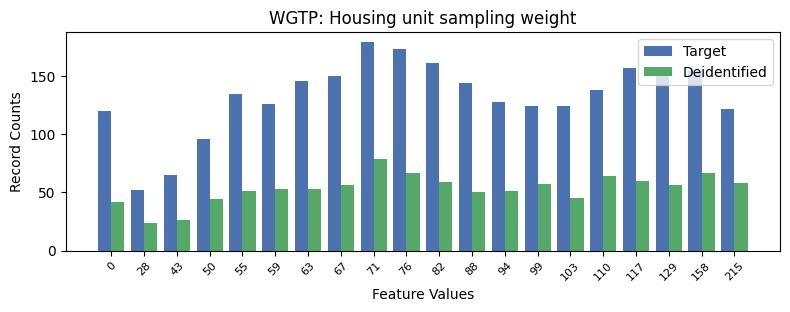 WGTP: Housing unit sampling weight
Target
Deidentified
Record Counts
150
100
50
0
0 28 43 50 55 59 63 67 71 76 82 88 94 99 103 110 117 129 158 215
Feature Values